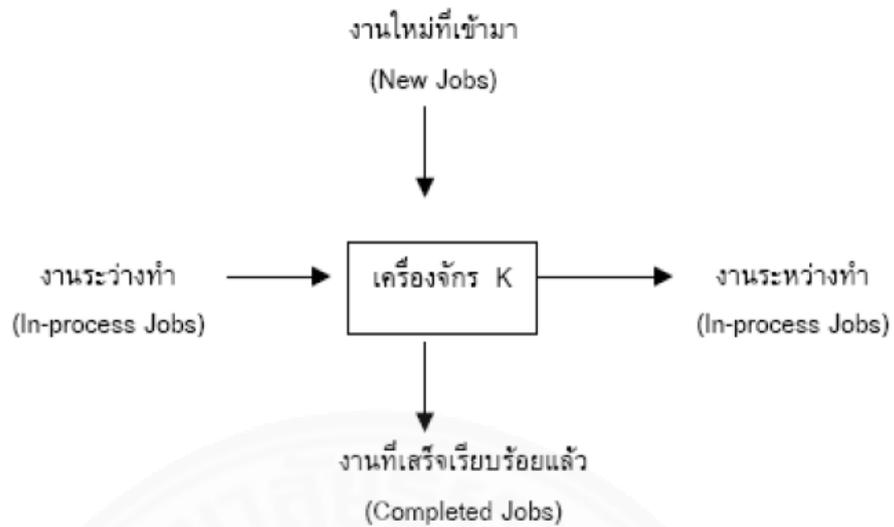 งานใหม่ที่เข้ามา
(New Jobs)
งานระว่างทำ
(In-process Jobs)
เครื่องจักร K
งานระหว่างทำ
(In-process Jobs)
งานที่เสร็จเรียบร้อยแล้ว
(Completed Jobs)